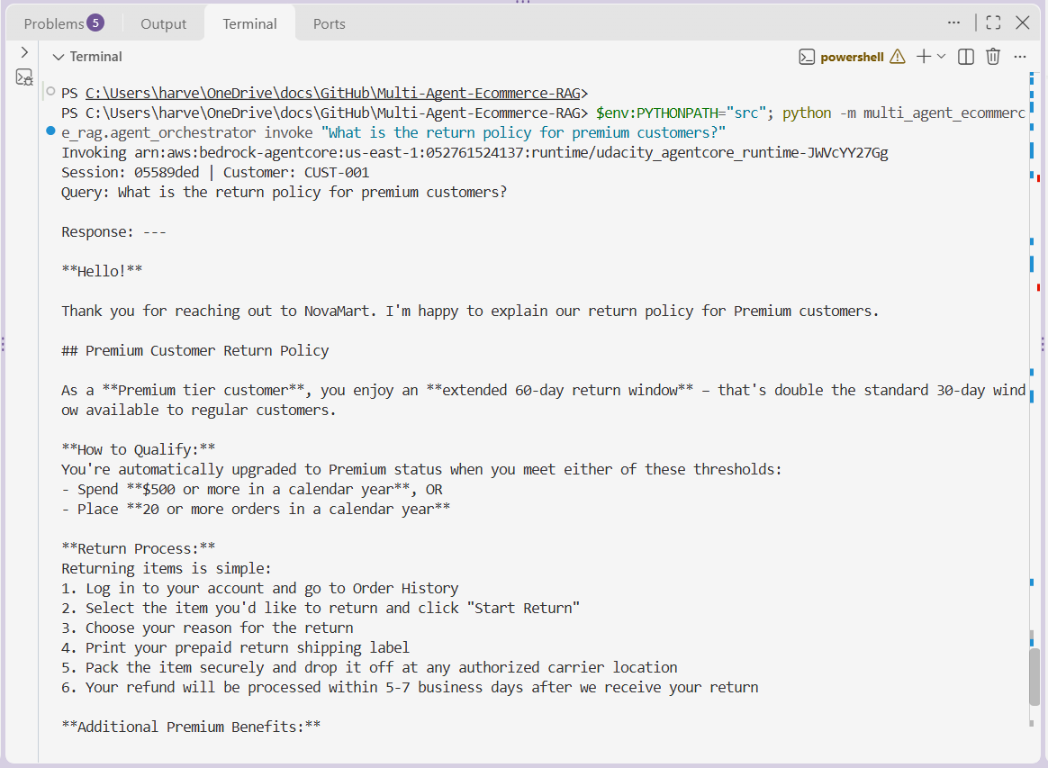 Problems 5 Output Terminal Ports
Terminal
powershell
PS C:\Users\harve\OneDrive\docs\GitHub\Multi-Agent-Ecommerce-RAG>
PS C:\Users\harve\OneDrive\docs\GitHub\Multi-Agent-Ecommerce-RAG> $env:PYTHONPATH="src"; python -m multi_agent_ecommerc
e_rag.agent_orchestrator invoke "What is the return policy for premium customers?"
Invoking arn:aws:bedrock-agentcore:us-east-1:052761524137:runtime/udacity_agentcore_runtime-JWVcYY27Gg
Session: 05589ded | Customer: CUST-001
Query: What is the return policy for premium customers?
Response: ---
**Hello!**
Thank you for reaching out to NovaMart. I'm happy to explain our return policy for Premium customers.
## Premium Customer Return Policy
As a **Premium tier customer**, you enjoy an **extended 60-day return window** – that's double the standard 30-day wind
ow available to regular customers.
**How to Qualify:**
You're automatically upgraded to Premium status when you meet either of these thresholds:
- Spend **$500 or more in a calendar year**, OR
- Place **20 or more orders in a calendar year**
**Return Process:**
Returning items is simple:
1. Log in to your account and go to Order History
2. Select the item you'd like to return and click "Start Return"
3. Choose your reason for the return
4. Print your prepaid return shipping label
5. Pack the item securely and drop it off at any authorized carrier location
6. Your refund will be processed within 5-7 business days after we receive your return
**Additional Premium Benefits:**